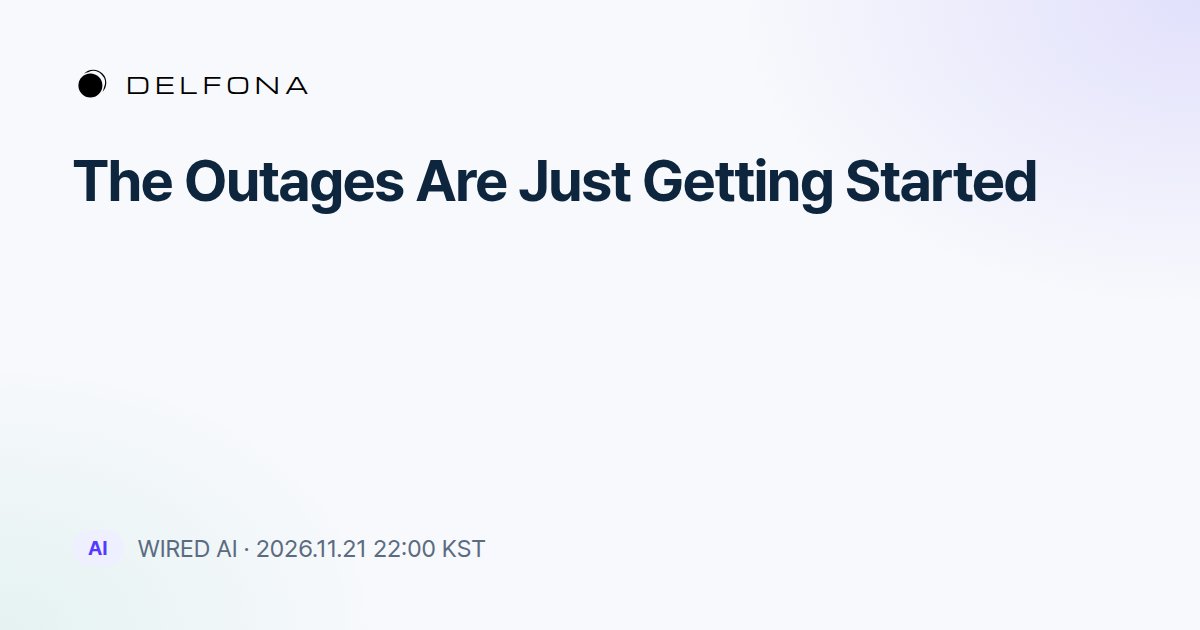 DELFONA
The Outages Are Just Getting Started
AI WIRED AI · 2026.11.21 22:00 KST